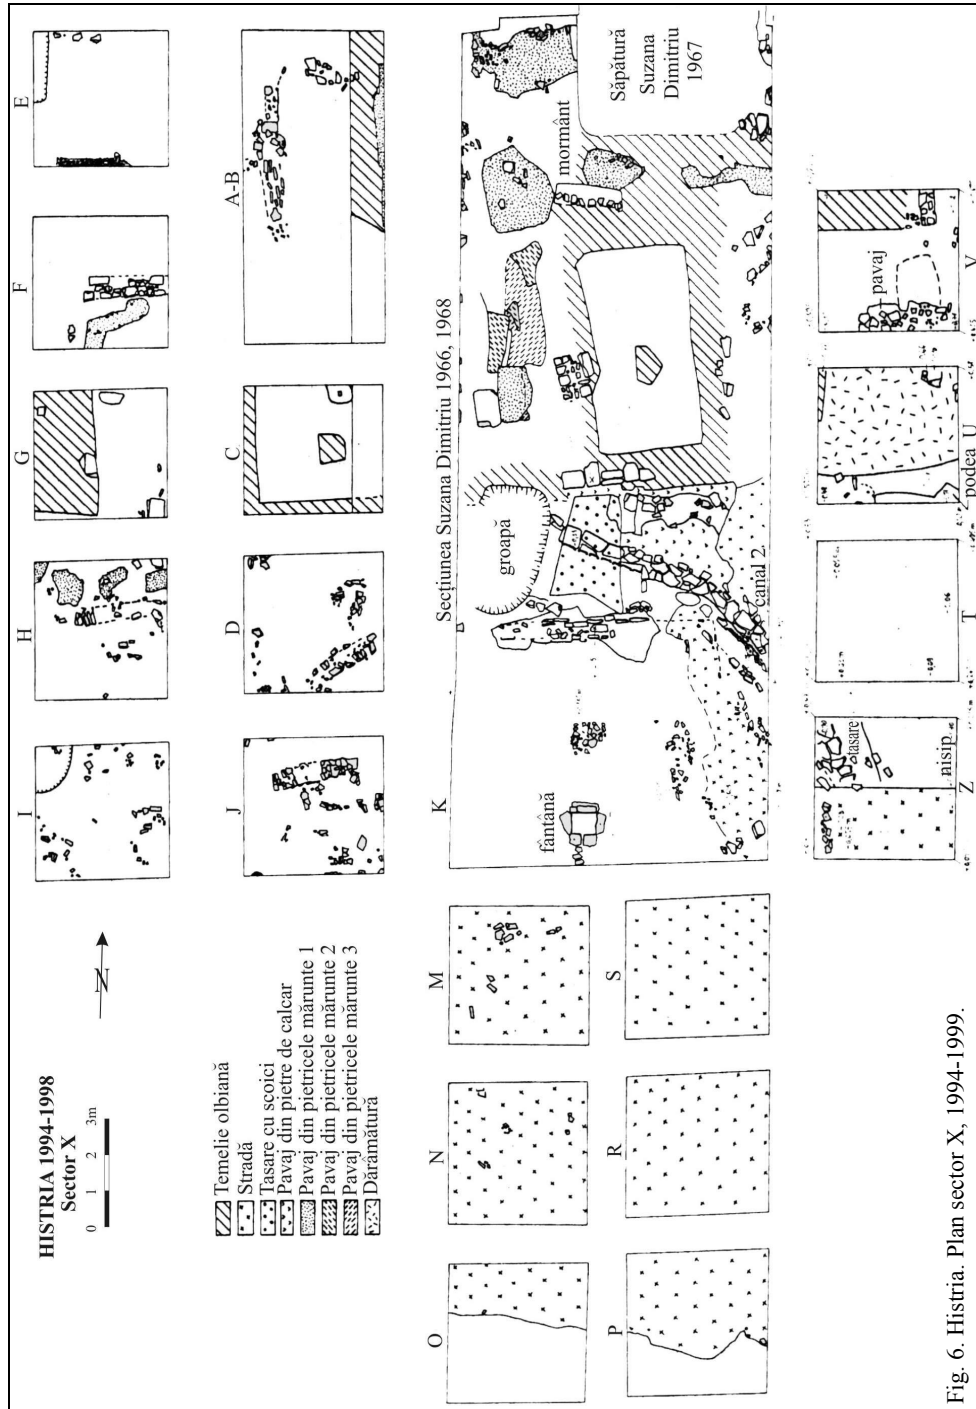 HISTRIA 1994-1998
Sector X
0 1 2 3m
N
Temelie olbiană
Stradă
Tasare cu scoici
Pavaj din pietre de calcar
Pavaj din pietricele mărunte 1
Pavaj din pietricele mărunte 2
Pavaj din pietricele mărunte 3
Dărâmătură
I
H
G
F
E
J
D
C
A-B
O
N
M
K
Secțiunea Suzana Dimitriu 1966, 1968
groapă
fântână
canal 2
mormânt
Săpătură
Suzana
Dimitriu
1967
P
R
S
tasare
nisip
Z
T
podea
U
pavaj
V
Fig. 6. Histria. Plan sector X, 1994-1999.